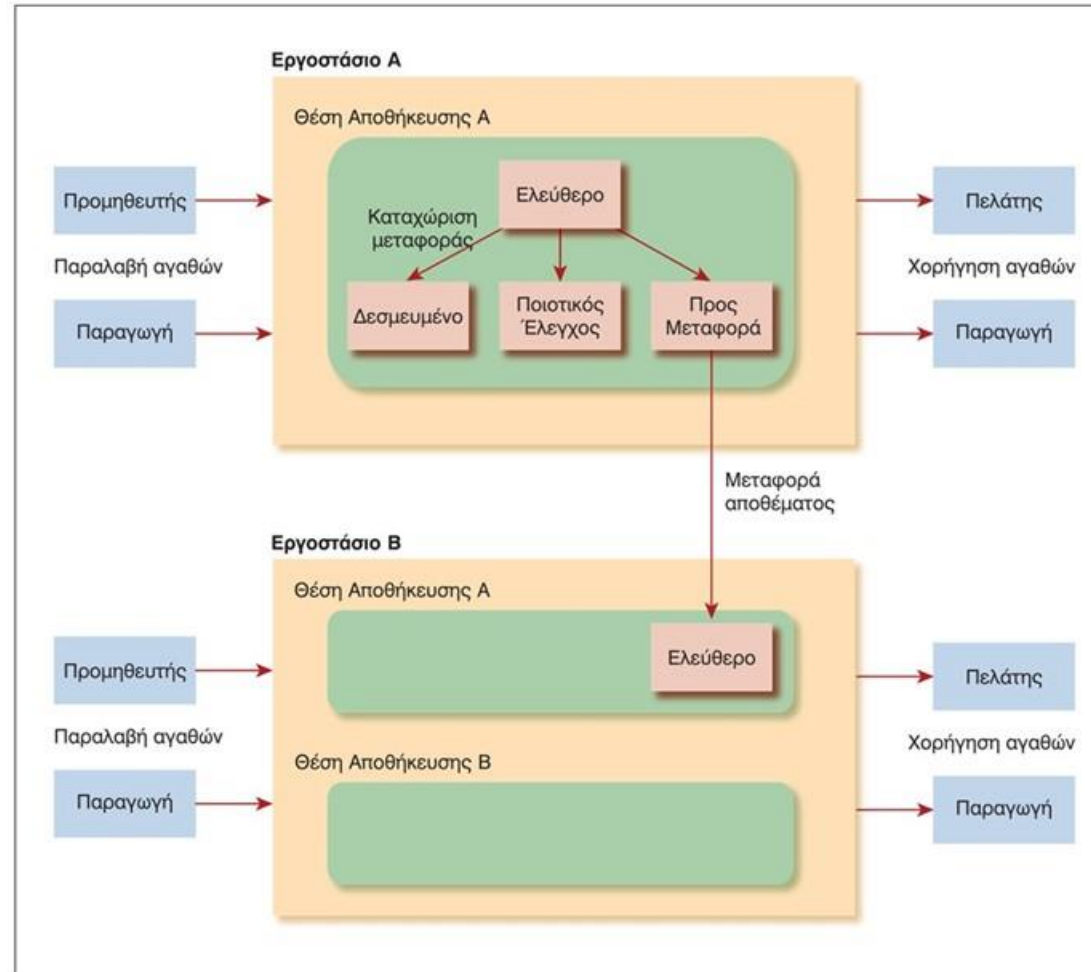 Εργοστάσιο Α
Θέση Αποθήκευσης Α
Προμηθευτής
Ελεύθερο
Πελάτης
Καταχώριση
μεταφοράς
Παραλαβή αγαθών
Χορήγηση αγαθών
Δεσμευμένο
Ποιοτικός
Έλεγχος
Προς
Μεταφορά
Παραγωγή
Παραγωγή
Μεταφορά
αποθέματος
Εργοστάσιο Β
Θέση Αποθήκευσης Α
Προμηθευτής
Ελεύθερο
Πελάτης
Παραλαβή αγαθών
Χορήγηση αγαθών
Θέση Αποθήκευσης Β
Παραγωγή
Παραγωγή